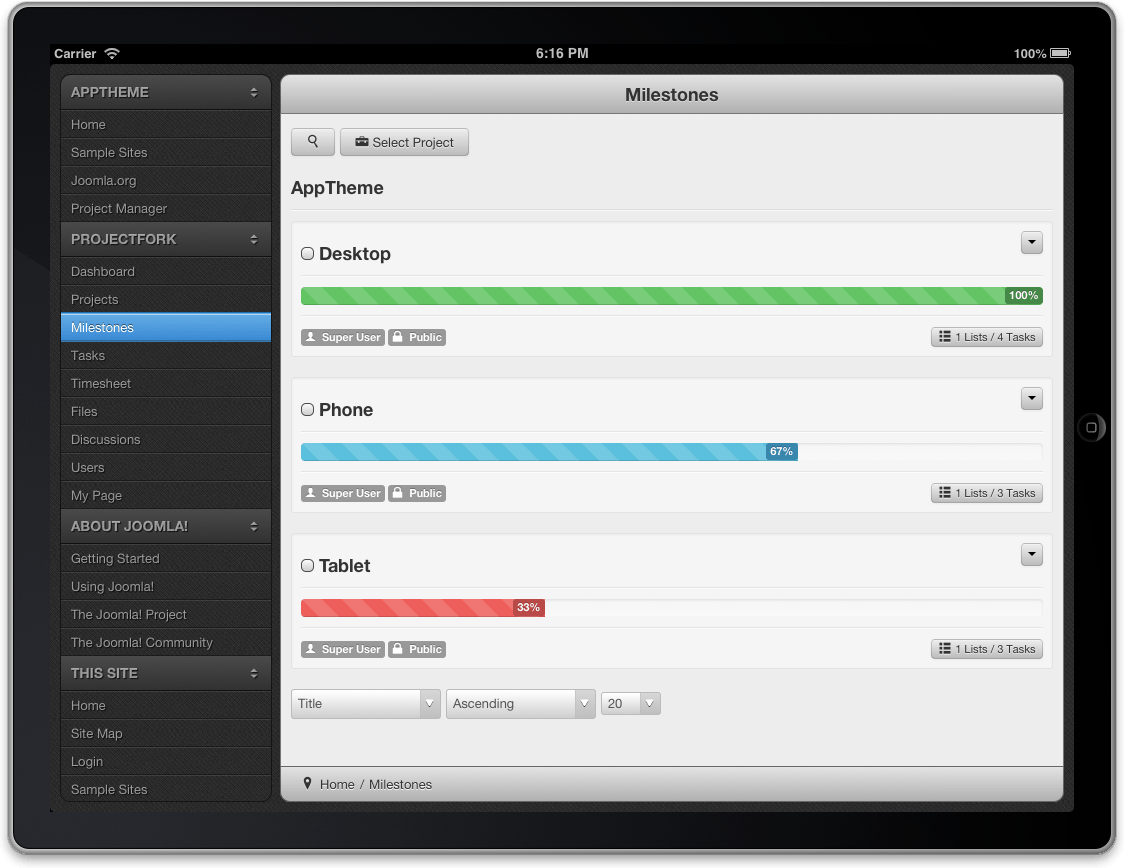 Carrier 6:16 PM 100%
APPTHEME
Home
Sample Sites
Joomla.org
Project Manager
PROJECTFORK
Dashboard
Projects
Milestones
Tasks
Timesheet
Files
Discussions
Users
My Page
ABOUT JOOMLA!
Getting Started
Using Joomla!
The Joomla! Project
The Joomla! Community
THIS SITE
Home
Site Map
Login
Sample Sites
Milestones
Select Project
AppTheme
Desktop
100%
Super User Public 1 Lists / 4 Tasks
Phone
67%
Super User Public 1 Lists / 3 Tasks
Tablet
33%
Super User Public 1 Lists / 3 Tasks
Title Ascending 20
Home / Milestones